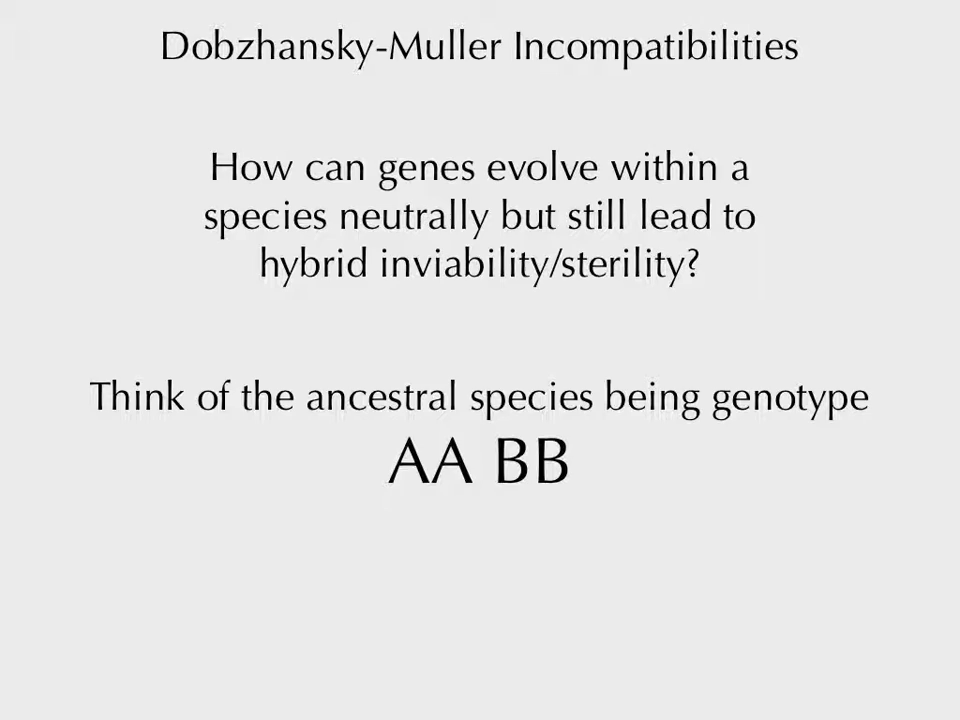 Dobzhansky-Muller Incompatibilities
How can genes evolve within a
species neutrally but still lead to
hybrid inviability/sterility?
Think of the ancestral species being genotype
AA BB